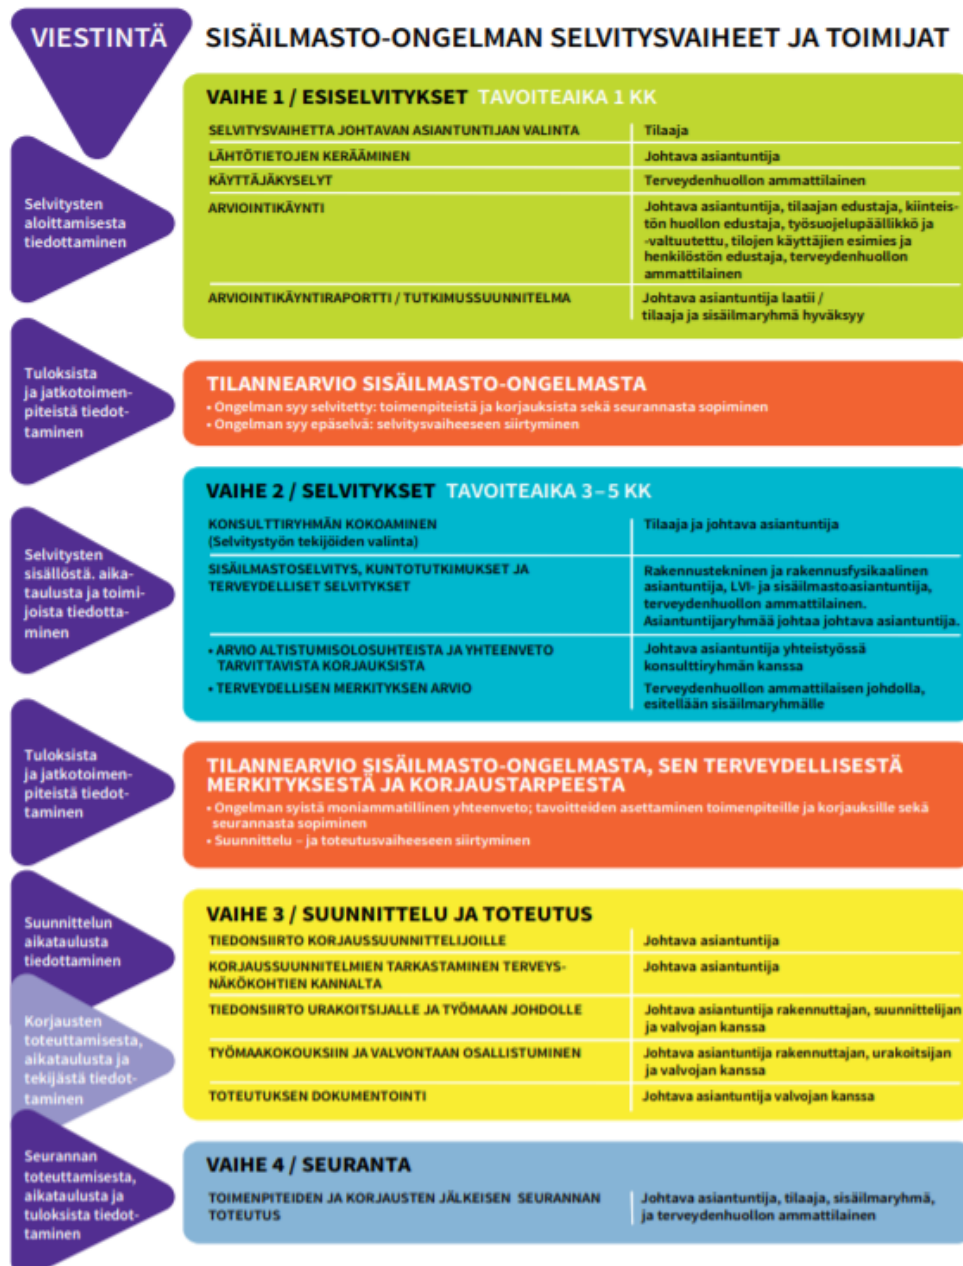 VIESTINTÄ
SISÄILMASTO-ONGELMAN SELVITYSVAIHEET JA TOIMIJAT
VAIHE 1 / ESISELVITYKSET TAVOITEAIKA 1 KK
SELVITYSVAIHETTA JOHTAVAN ASIANTUNTIJAN VALINTA
Tilaaja
LÄHTÖTIETOJEN KERÄÄMINEN
Johtava asiantuntija
KÄYTTÄJÄKYSELYT
Terveydenhuollon ammattilainen
ARVIOINTIKÄYNTI
Johtava asiantuntija, tilaajan edustaja, kiinteis-
tön huollon edustaja, työsuojelupäällikkö ja
-valtuutettu, tilojen käyttäjien esimies ja
henkilöstön edustaja, terveydenhuollon
ammattilainen
ARVIOINTIKÄYNTIRAPORTTI / TUTKIMUSSUUNNITELMA
Johtava asiantuntija laatii /
tilaaja ja sisäilmaryhmä hyväksyy
Selvitysten
aloittamisesta
tiedottaminen
Tuloksista
ja jatkotoimen-
piteistä tiedot-
taminen
TILANNEARVIO SISÄILMASTO-ONGELMASTA
• Ongelman syy selvitetty: toimenpiteistä ja korjauksista sekä seurannasta sopiminen
• Ongelman syy epäselvä: selvitysvaiheeseen siirtyminen
VAIHE 2 / SELVITYKSET TAVOITEAIKA 3–5 KK
KONSULTTIRYHMÄN KOKOAMINEN
(Selvitystyön tekijöiden valinta)
Tilaaja ja johtava asiantuntija
SISÄILMASTOSELVITYS, KUNTOTUTKIMUKSET JA
TERVEYDELLISET SELVITYKSET
Rakennustekninen ja rakennusfysikaalinen
asiantuntija, LVI- ja sisäilmastoasiantuntija,
terveydenhuollon ammattilainen.
Asiantuntijaryhmää johtaa johtava asiantuntija.
• ARVIO ALTISTUMISOLOSUHTEISTA JA YHTEENVETO
TARVITTAVISTA KORJAUKSISTA
Johtava asiantuntija yhteistyössä
konsulttiryhmän kanssa
• TERVEYDELLISEN MERKITYKSEN ARVIO
Terveydenhuollon ammattilaisen johdolla,
esitellään sisäilmaryhmälle
Selvitysten
sisällöstä. aika-
taulusta ja toimi-
joista tiedotta-
minen
Tuloksista
ja jatkotoimen-
piteistä tiedot-
taminen
TILANNEARVIO SISÄILMASTO-ONGELMASTA, SEN TERVEYDELLISESTÄ
MERKITYKSESTÄ JA KORJAUSTARPEESTA
• Ongelman syistä moniammatillinen yhteenveto; tavoitteiden asettaminen toimenpiteille ja korjauksille sekä
seurannasta sopiminen
• Suunnittelu – ja toteutusvaiheeseen siirtyminen
VAIHE 3 / SUUNNITTELU JA TOTEUTUS
TIEDONSIIRTO KORJAUSSUUNNITTELIJOILLE
Johtava asiantuntija
KORJAUSSUUNNITELMIEN TARKASTAMINEN TERVEYS-
NÄKÖKOHTIEN KANNALTA
Johtava asiantuntija
TIEDONSIIRTO URAKOITSIJALLE JA TYÖMAAN JOHDOLLE
Johtava asiantuntija rakennuttajan, suunnittelijan
ja valvojan kanssa
TYÖMAAKOKOUKSIIN JA VALVONTAAN OSALLISTUMINEN
Johtava asiantuntija rakennuttajan, urakoitsijan
ja valvojan kanssa
TOTEUTUKSEN DOKUMENTOINTI
Johtava asiantuntija valvojan kanssa
Suunnittelun
aikataulusta
tiedottaminen
Korjausten
toteuttamisesta,
aikataulusta ja
tekijästä tiedot-
taminen
Seurannan
toteuttamisesta,
aikataulusta ja
tuloksista tiedot-
taminen
VAIHE 4 / SEURANTA
TOIMENPITEIDEN JA KORJAUSTEN JÄLKEISEN SEURANNAN
TOTEUTUS
Johtava asiantuntija, tilaaja, sisäilmaryhmä,
ja terveydenhuollon ammattilainen